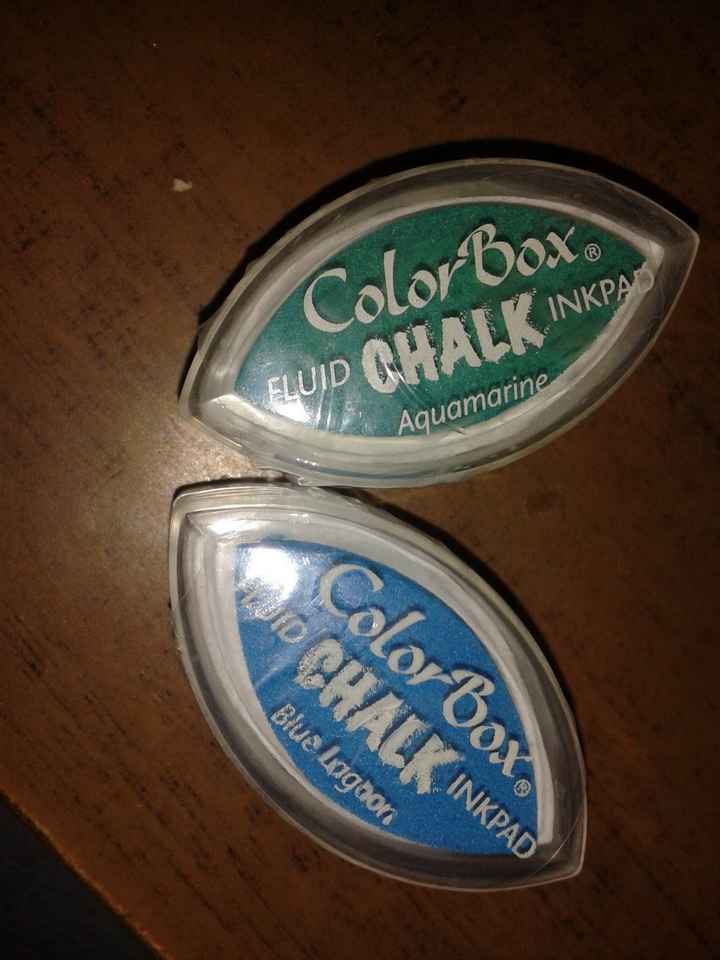 ColorBox®
FLUID CHALK INKPAD
Aquamarine
ColorBox®
FLUID CHALK INKPAD
Blue Lagoon